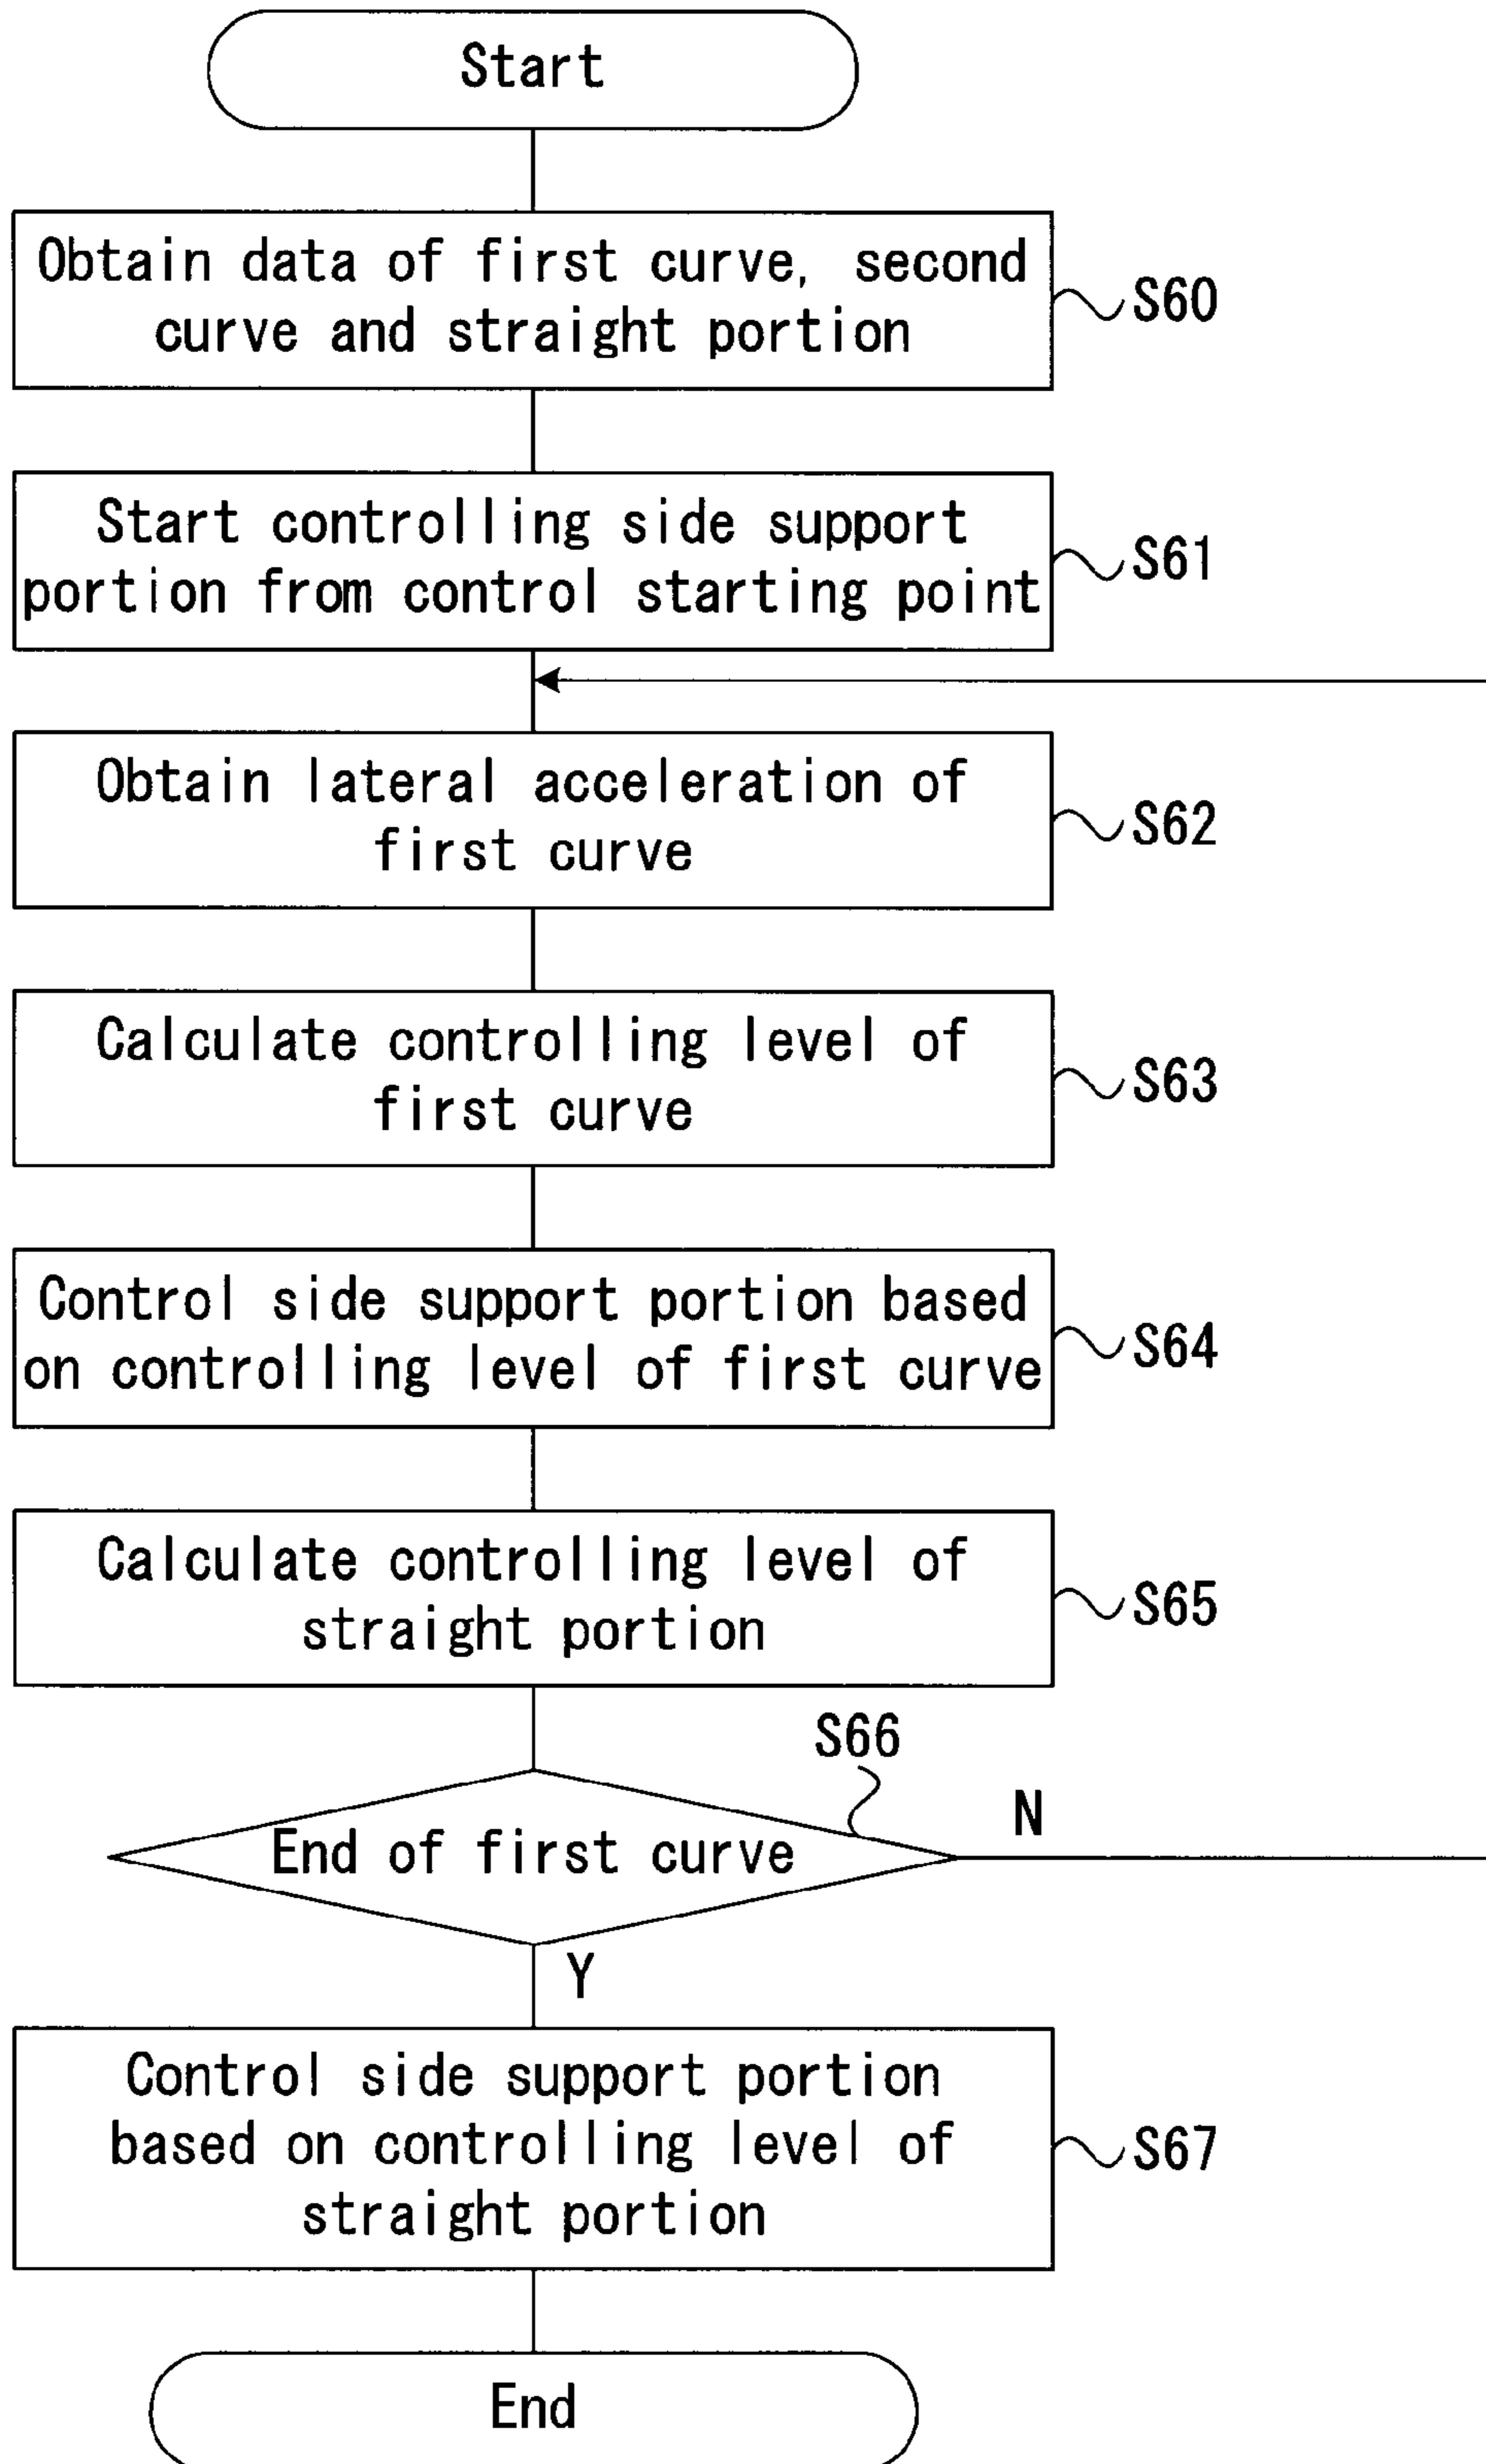 Start
Obtain data of first curve, second
curve and straight portion
S60
Start controlling side support
portion from control starting point
S61
Obtain lateral acceleration of
first curve
S62
Calculate controlling level of
first curve
S63
Control side support portion based
on controlling level of first curve
S64
Calculate controlling level of
straight portion
S65
S66
N
End of first curve
Y
Control side support portion
based on controlling level of
straight portion
S67
End